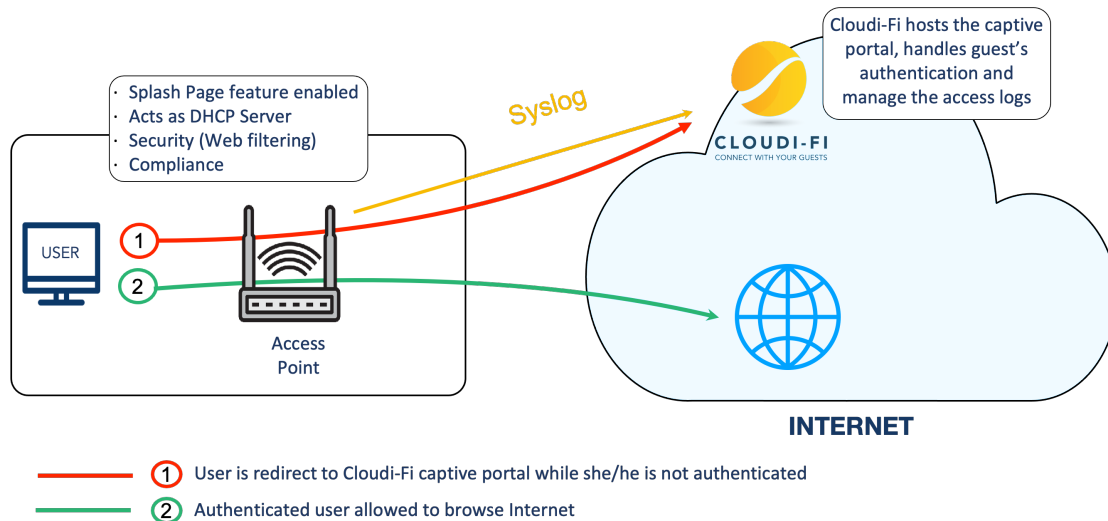 Cloudi-Fi hosts the captive
portal, handles guest's
authentication and
manage the access logs
· Splash Page feature enabled
· Acts as DHCP Server
· Security (Web filtering)
· Compliance
Syslog
CLOUDI-FI
CONNECT WITH YOUR GUESTS
USER
1
2
Access
Point
INTERNET
1 User is redirect to Cloudi-Fi captive portal while she/he is not authenticated
2 Authenticated user allowed to browse Internet